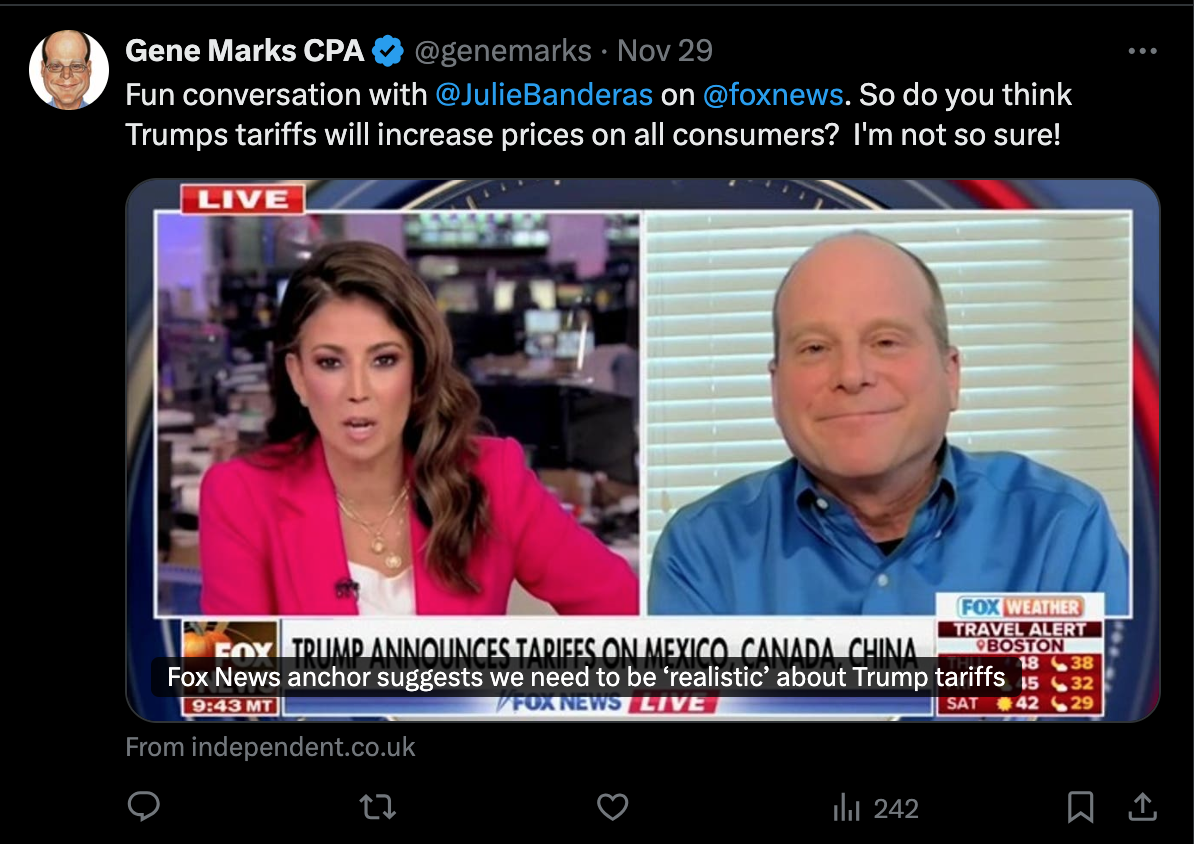 Gene Marks CPA @genemarks · Nov 29
Fun conversation with @JulieBanderas on @foxnews. So do you think
Trumps tariffs will increase prices on all consumers?  I'm not so sure!
LIVE
FOX WEATHER
TRAVEL ALERT
BOSTON
FOX
NEWS
9:43 MT
TRUMP ANNOUNCES TARIFFS ON MEXICO, CANADA, CHINA
Fox News anchor suggests we need to be ‘realistic’ about Trump tariffs
FOX NEWS LIVE
48 38
45 32
SAT 42 29
From independent.co.uk
242